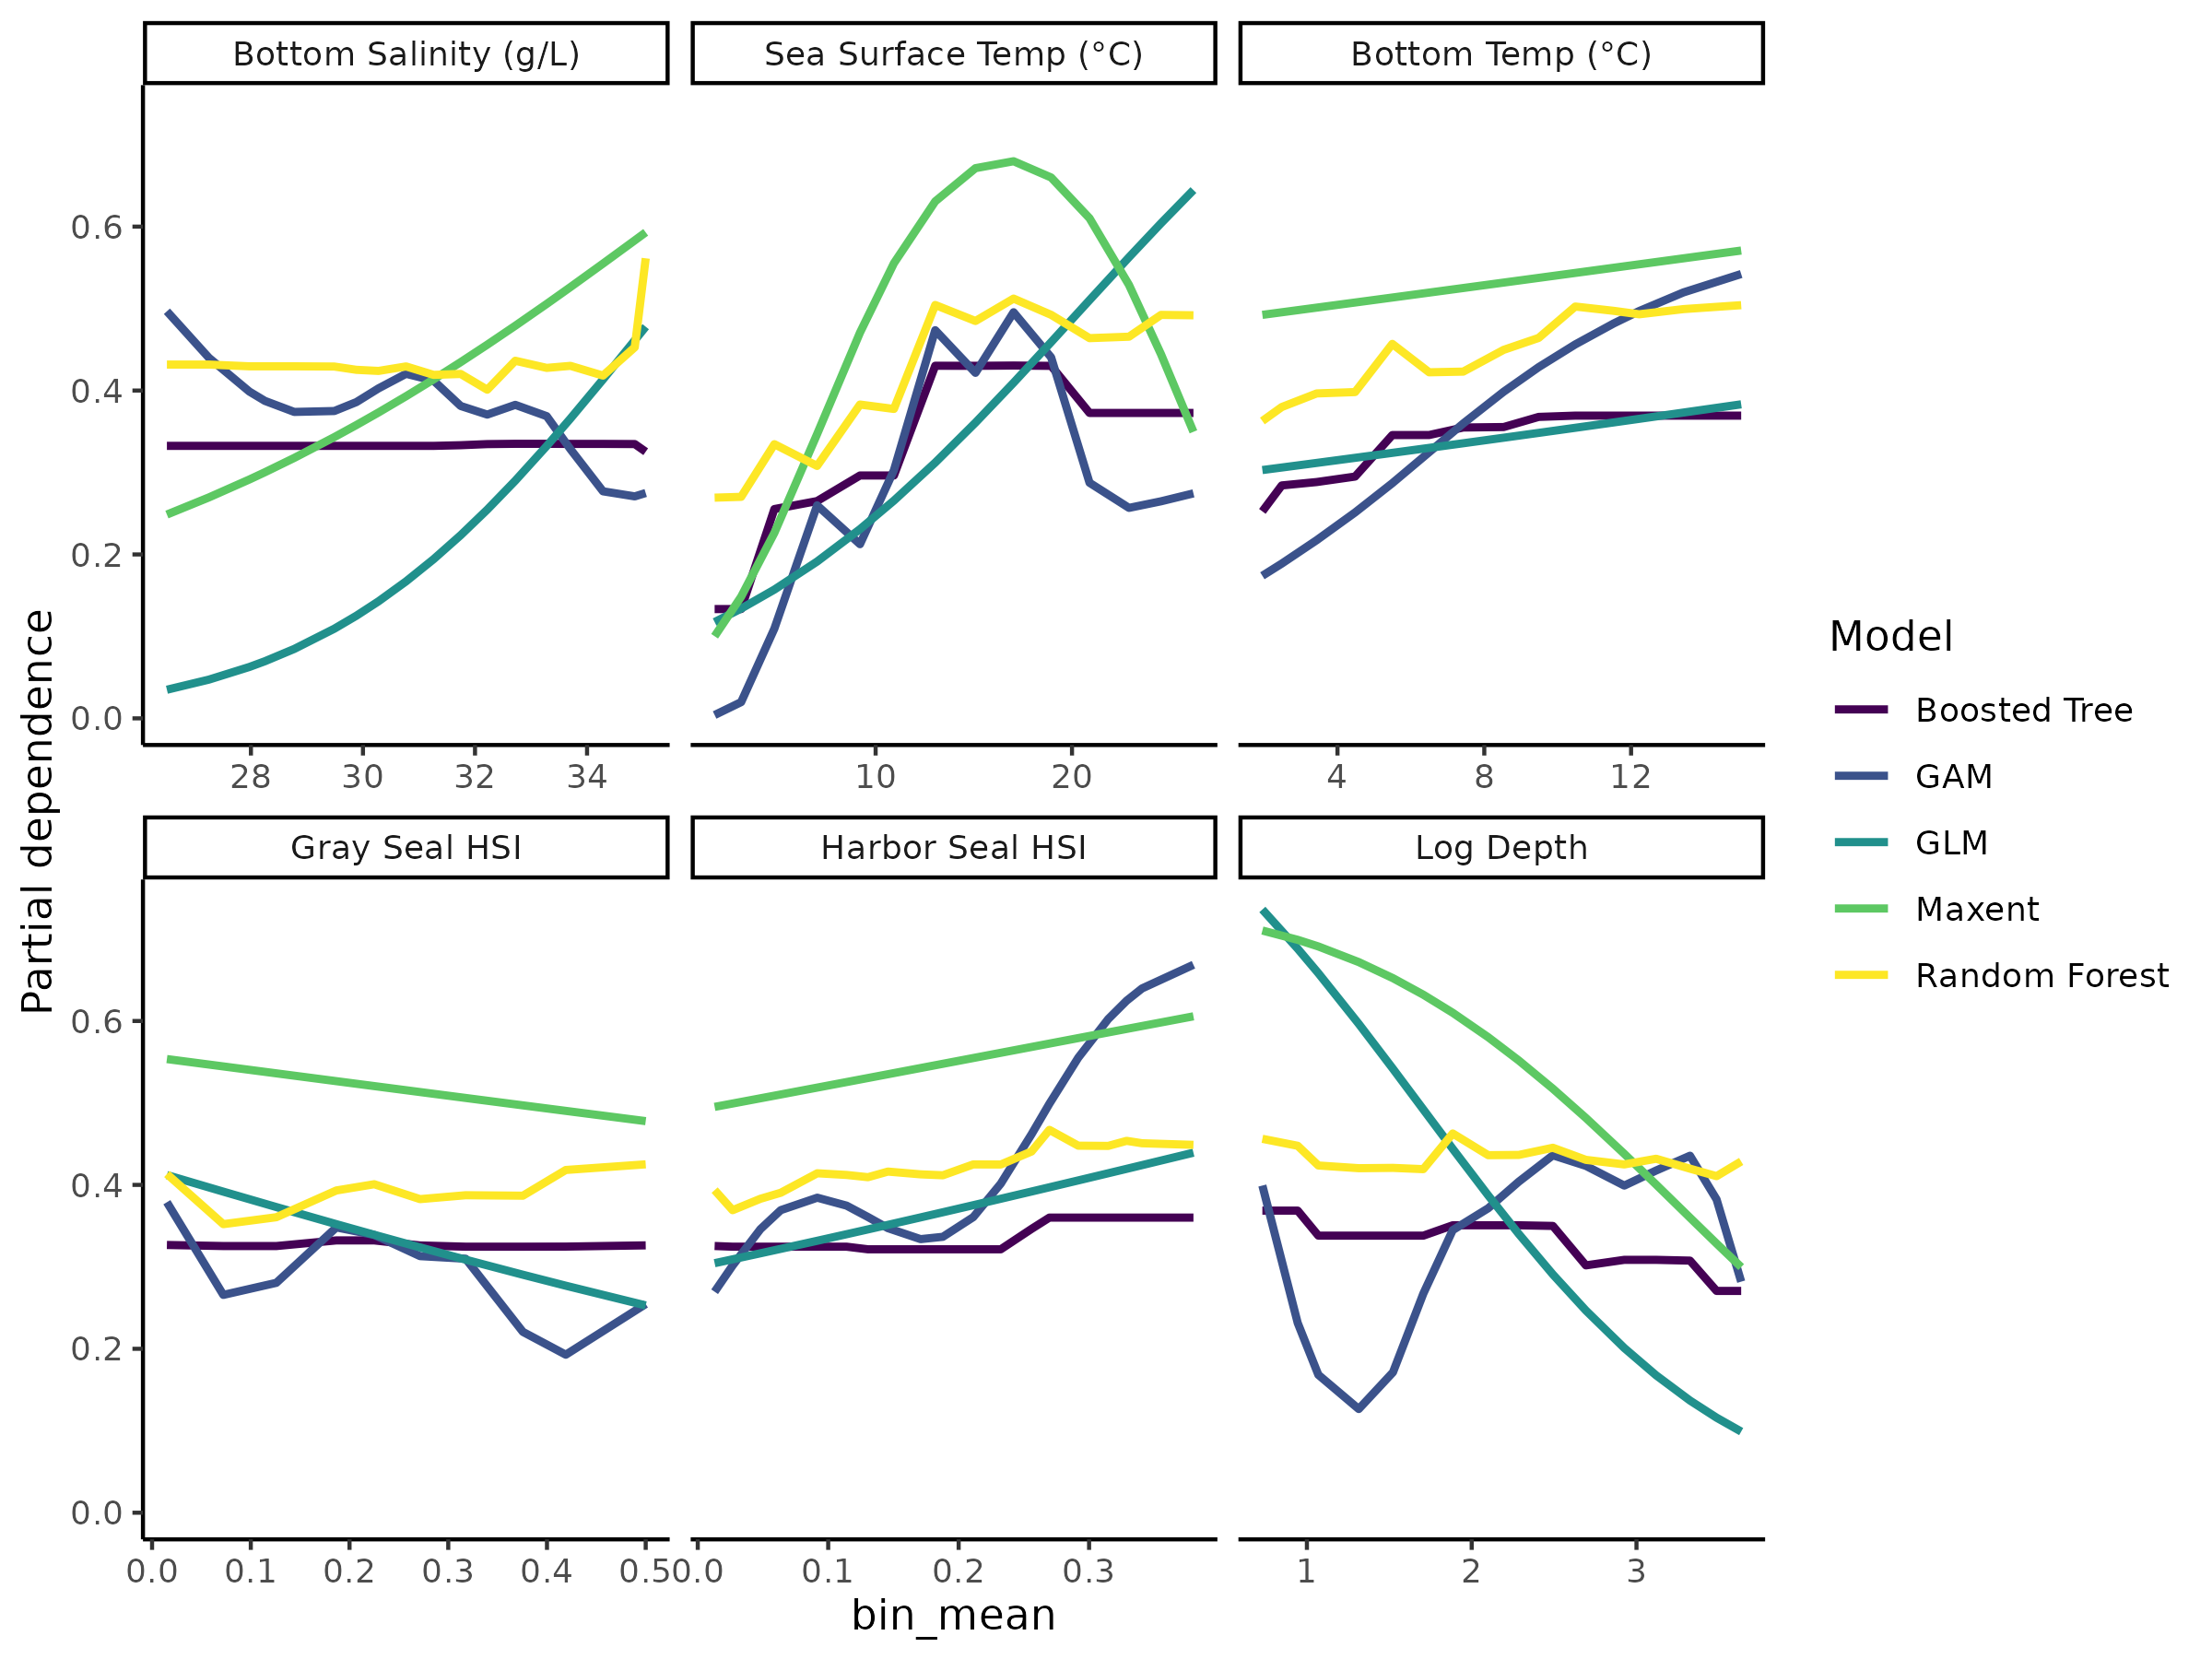 Bottom Salinity (g/L)
Sea Surface Temp (°C)
Bottom Temp (°C)
0.6
0.4
0.2
0.0
28 30 32 34
10 20
4 8 12
Gray Seal HSI
Harbor Seal HSI
Log Depth
0.6
0.4
0.2
0.0
0.0 0.1 0.2 0.3 0.4 0.5
0.0 0.1 0.2 0.3
1 2 3
bin_mean
Partial dependence
Model
Boosted Tree
GAM
GLM
Maxent
Random Forest